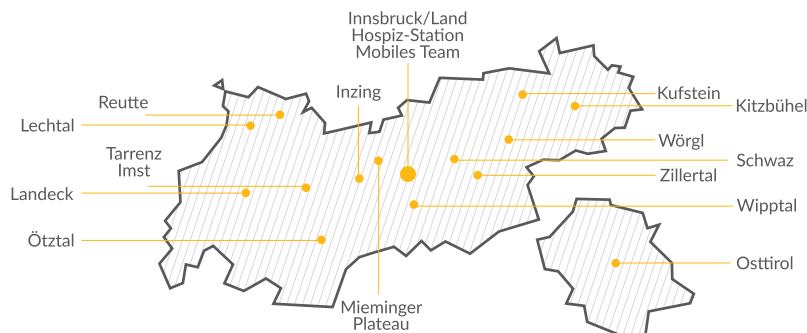 Innsbruck/Land
Hospiz-Station
Mobiles Team
Inzing
Reutte
Lechtal
Tarrenz
Imst
Landeck
Ötztal
Mieminger
Plateau
Kufstein
Kitzbühel
Wörgl
Schwaz
Zillertal
Wipptal
Osttirol